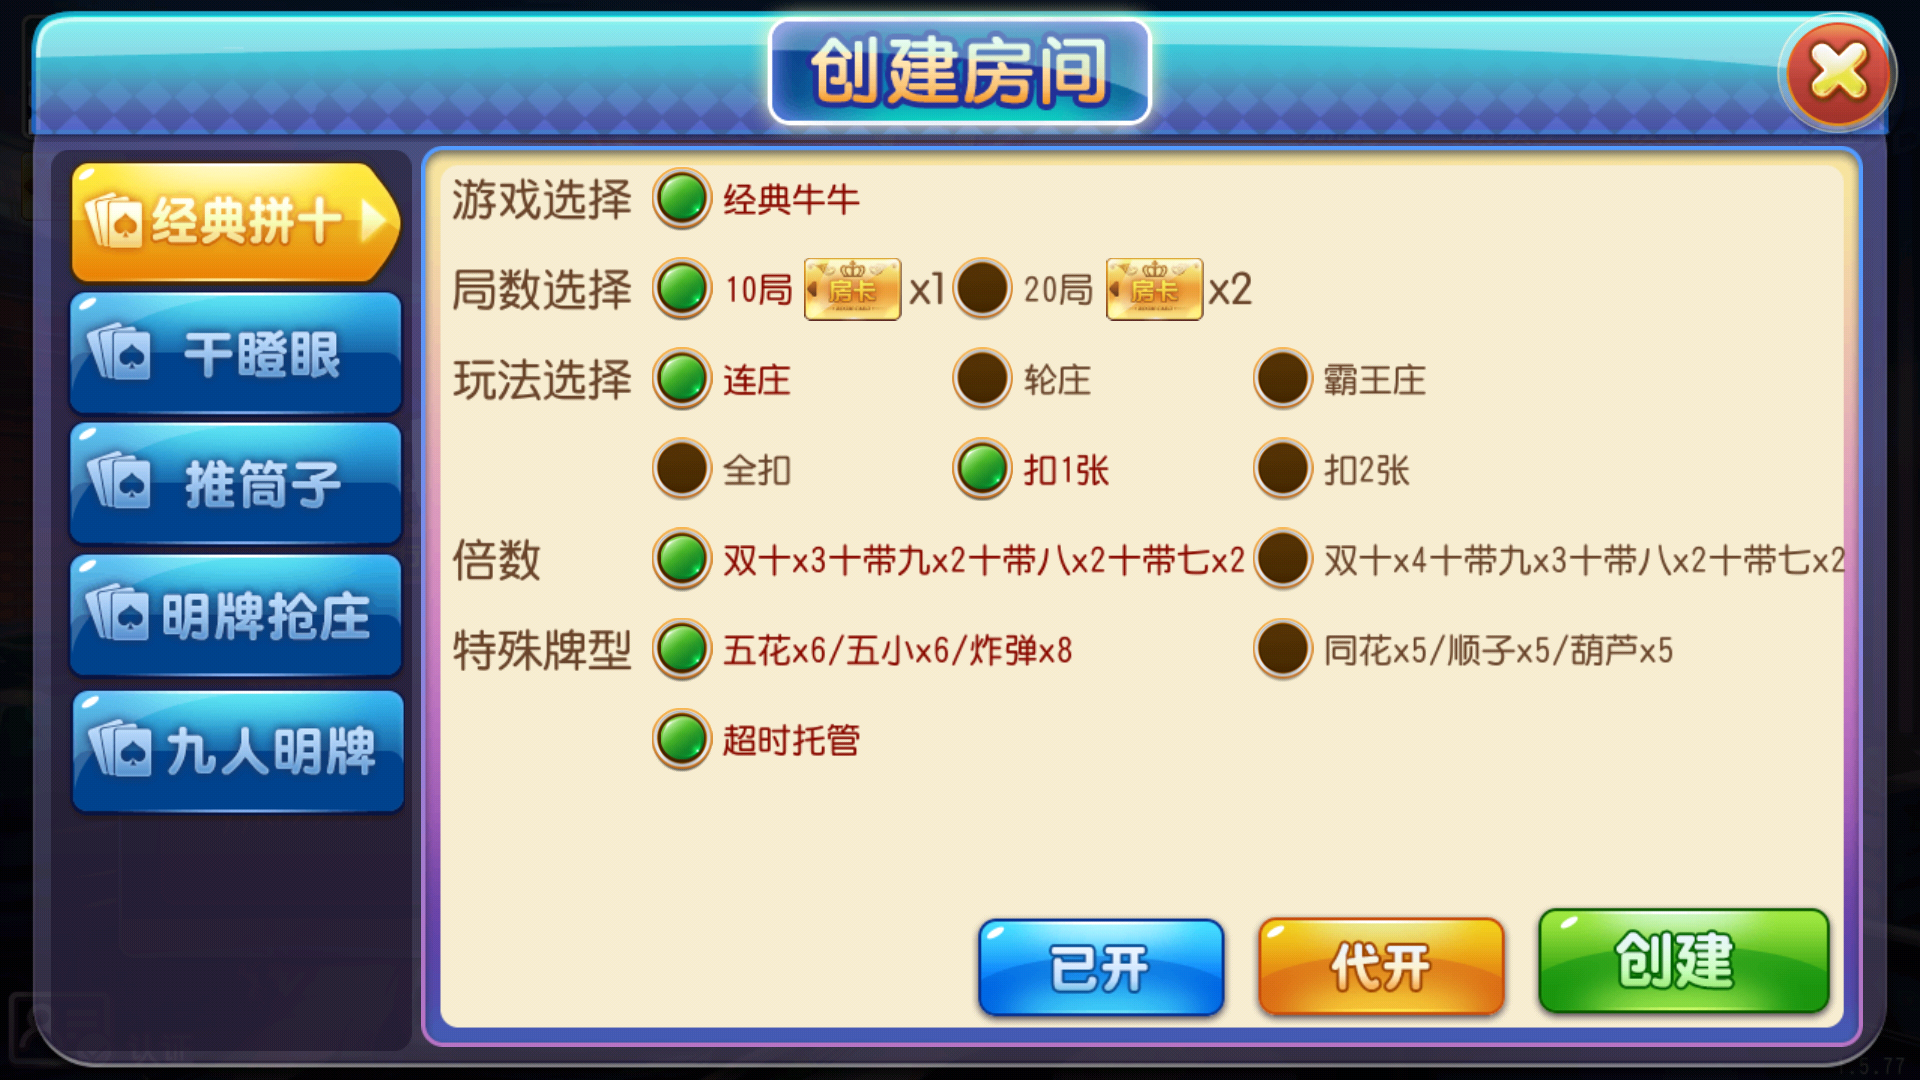 创建房间
经典拼十
干瞪眼
推筒子
明牌抢庄
九人明牌
游戏选择 经典牛牛
局数选择 10局 房卡 x1 20局 房卡 x2
玩法选择 连庄 轮庄 霸王庄
全扣 扣1张 扣2张
倍数 双十x3十带九x2十带八x2十带七x2 双十x4十带九x3十带八x2十带七x2
特殊牌型 五花x6/五小x6/炸弹x8 同花x5/顺子x5/葫芦x5
超时托管
已开 代开 创建
认证